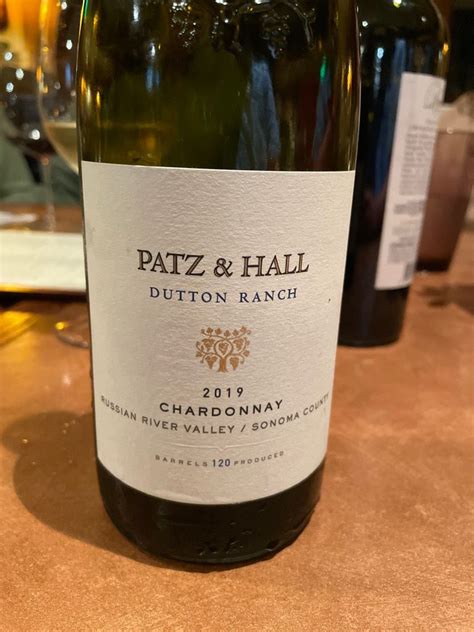 PATZ & HALL
DUTTON RANCH
2019
CHARDONNAY
RUSSIAN RIVER VALLEY / SONOMA COUNTY
BARRELS 120 PRODUCED